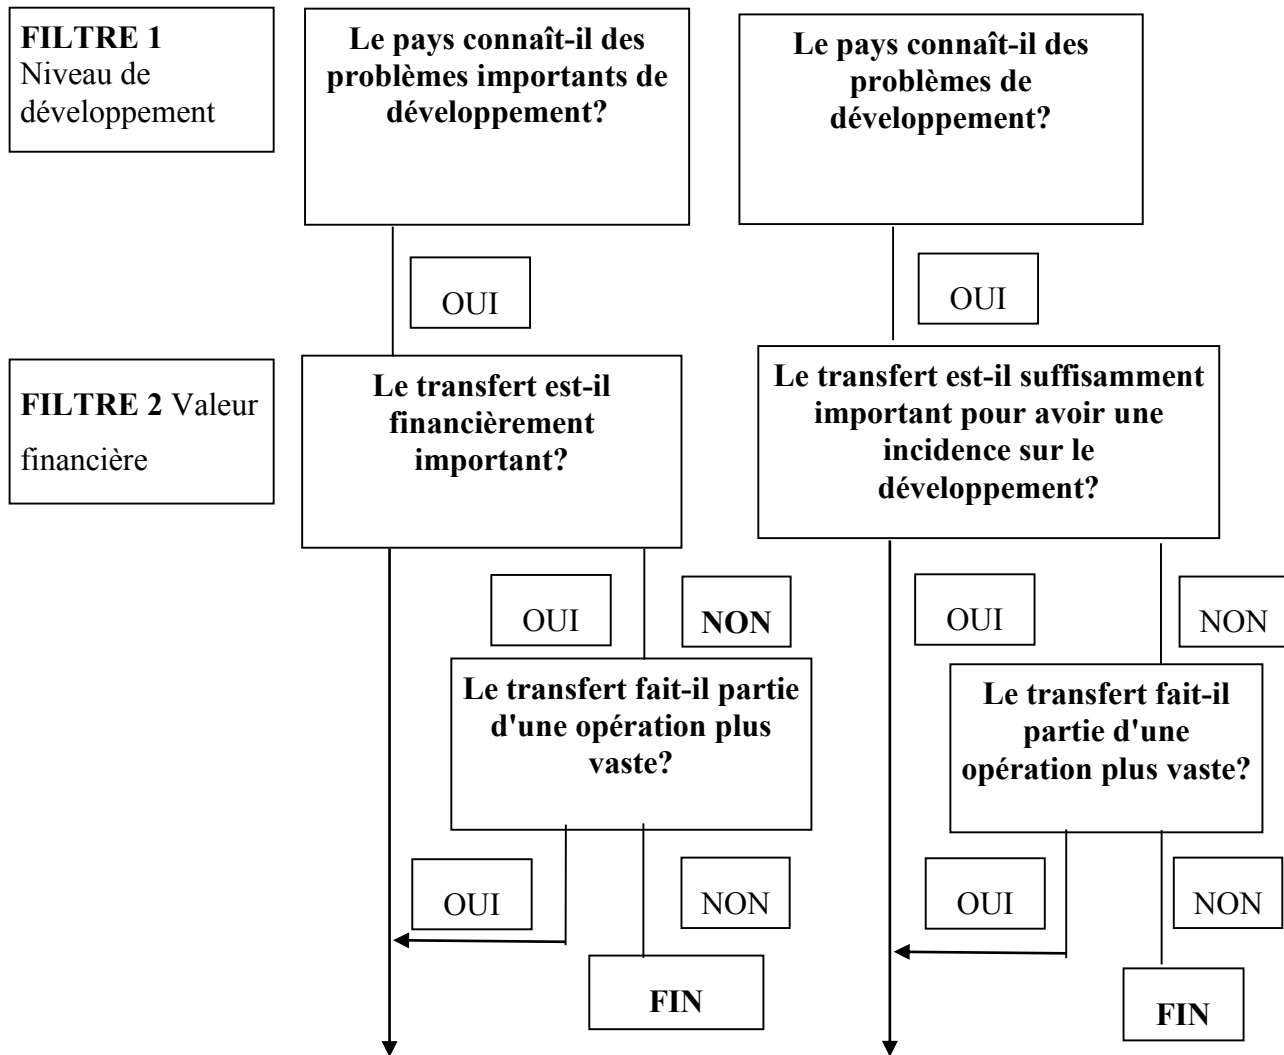 FILTRE 1
Niveau de
développement
Le pays connaît-il des
problèmes importants de
développement?
Le pays connaît-il des
problèmes de
développement?
OUI
OUI
FILTRE 2 Valeur
financière
Le transfert est-il
financièrement
important?
Le transfert est-il suffisamment
important pour avoir une
incidence sur le
développement?
OUI
NON
OUI
NON
Le transfert fait-il partie
d'une opération plus
vaste?
Le transfert fait-il
partie d'une
opération plus vaste?
OUI
NON
OUI
NON
FIN
FIN